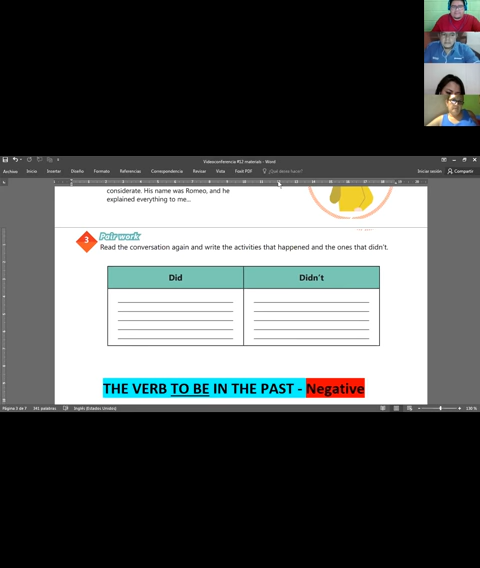 Videoconferencia #12 materials - Word
Archivo Inicio Insertar Diseño Formato Referencias Correspondencia Revisar Vista Foxit PDF ¿Qué desea hacer? Iniciar sesión Compartir
considerate. His name was Romeo, and he
explained everything to me...
3 Pair work
Read the conversation again and write the activities that happened and the ones that didn't.
Did Didn't
THE VERB TO BE IN THE PAST - Negative
Página 5 de 7 341 palabras Inglés (Estados Unidos) 110 %